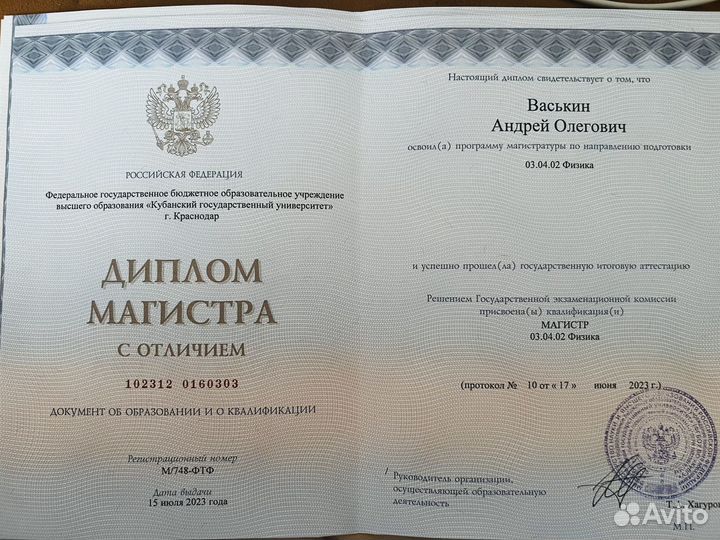 РОССИЙСКАЯ ФЕДЕРАЦИЯ
Федеральное государственное бюджетное образовательное учреждение
высшего образования «Кубанский государственный университет»
г. Краснодар
ДИПЛОМ
МАГИСТРА
С ОТЛИЧИЕМ
102312 0160303
ДОКУМЕНТ ОБ ОБРАЗОВАНИИ И О КВАЛИФИКАЦИИ
Регистрационный номер
М/748-ФТФ
Дата выдачи
15 июля 2023 года
Настоящий диплом свидетельствует о том, что
Васькин
Андрей Олегович
освоил(а) программу магистратуры по направлению подготовки
03.04.02 Физика
и успешно прошел(ла) государственную итоговую аттестацию
Решением Государственной экзаменационной комиссии
присвоена(ы) квалификация(и)
МАГИСТР
03.04.02 Физика
(протокол № 10 от « 17 » июня 2023 г.)
Руководитель организации,
осуществляющей образовательную
деятельность
Хагуров
М.П.
Avito